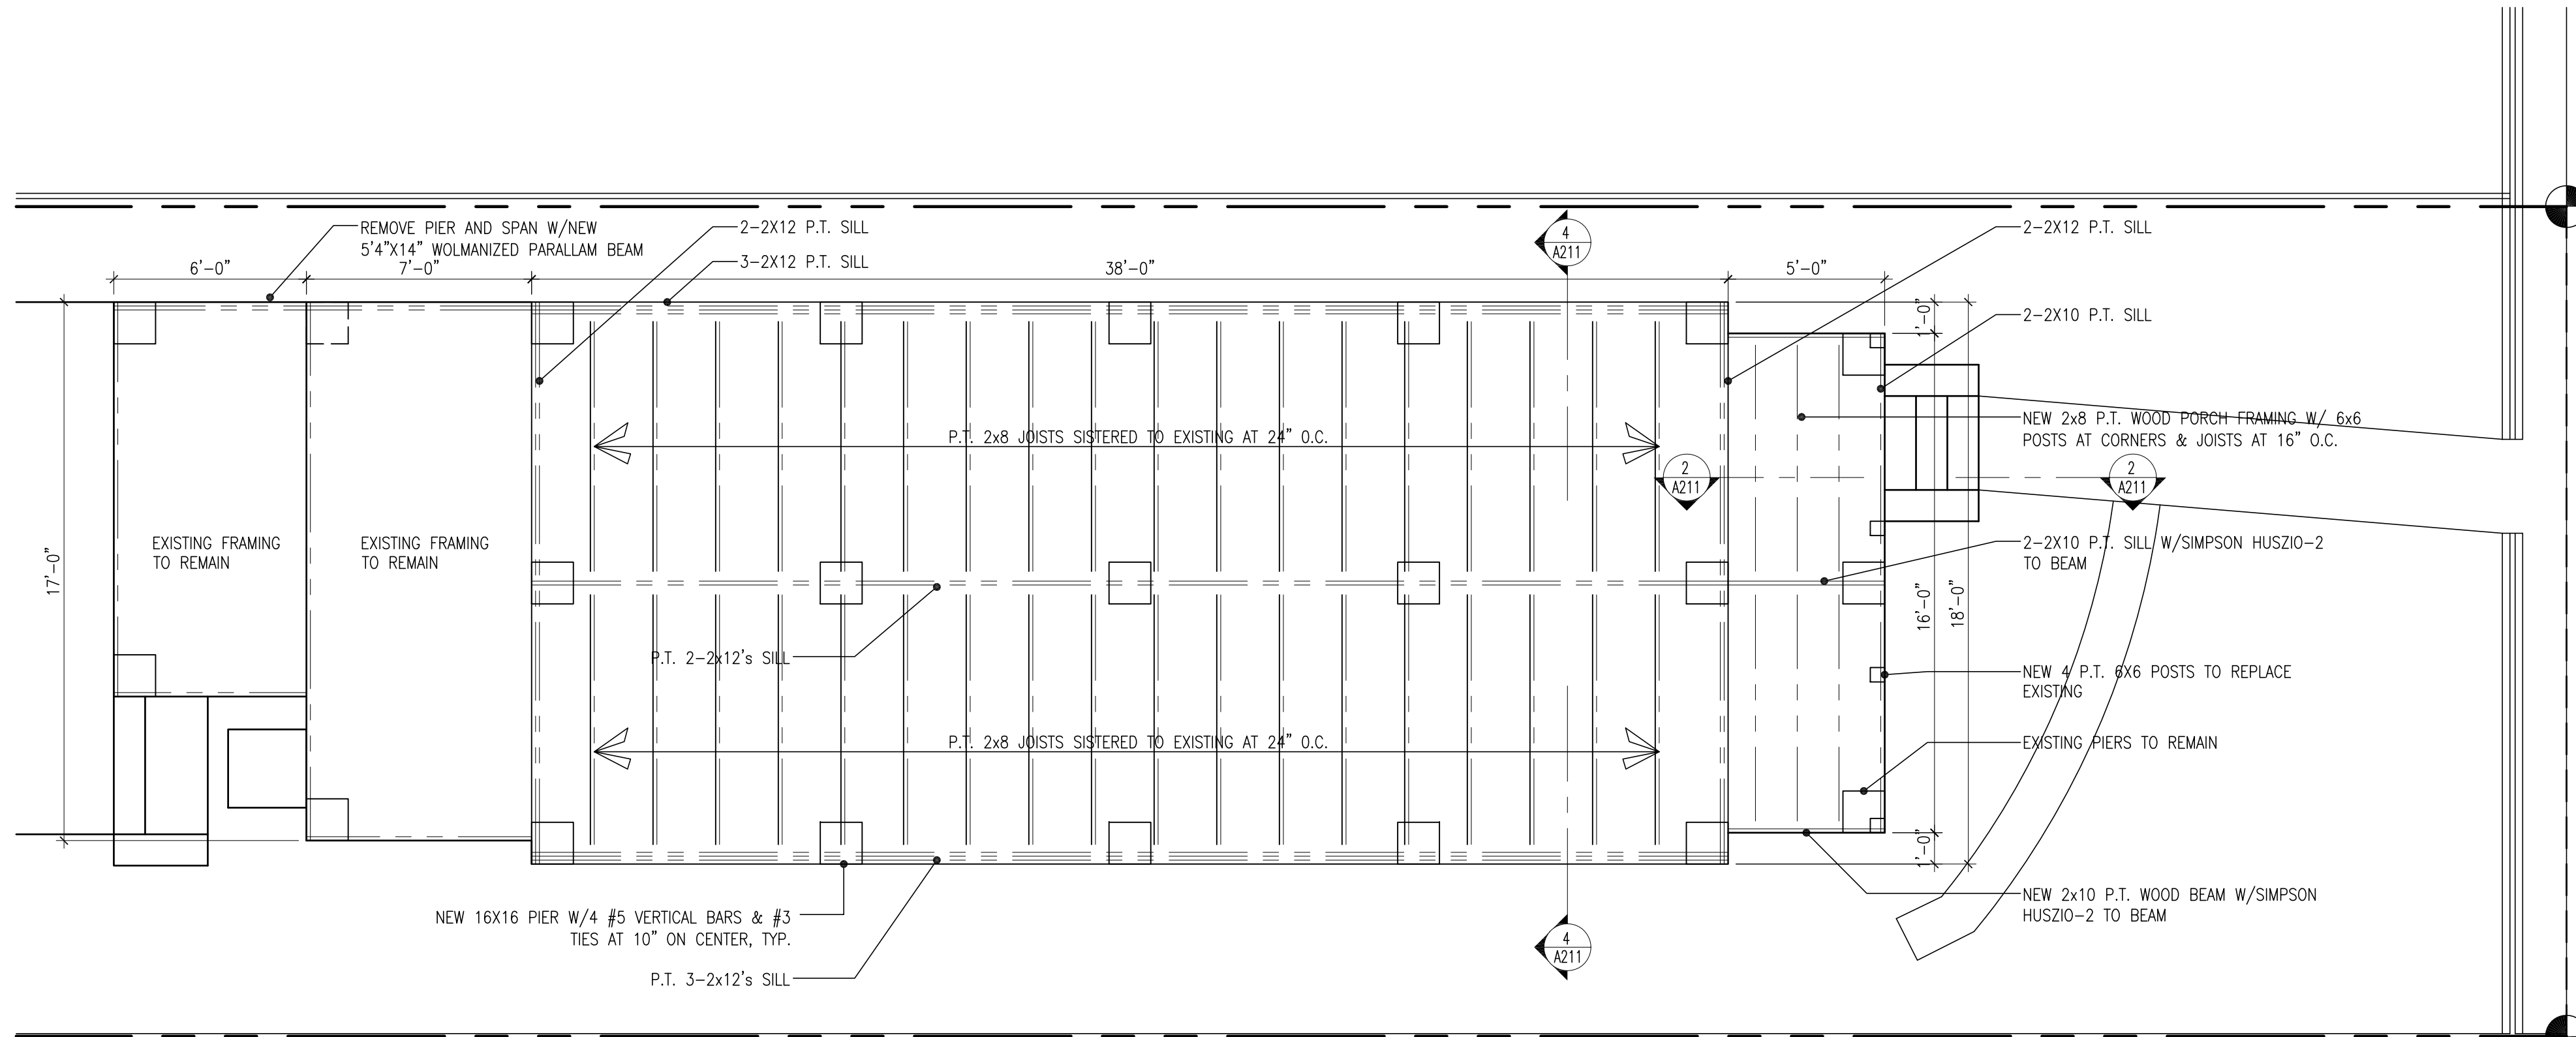 REMOVE PIER AND SPAN W/NEW
5'4"X14" WOLMANIZED PARALLAM BEAM
2-2X12 P.T. SILL
3-2X12 P.T. SILL
4
A211
2-2X12 P.T. SILL
6'-0"
7'-0"
38'-0"
5'-0"
1'-0"
2-2X10 P.T. SILL
P.T. 2x8 JOISTS SISTERED TO EXISTING AT 24" O.C.
NEW 2x8 P.T. WOOD PORCH FRAMING W/ 6x6
POSTS AT CORNERS & JOISTS AT 16" O.C.
2
A211
2
A211
17'-0"
EXISTING FRAMING
TO REMAIN
EXISTING FRAMING
TO REMAIN
2-2X10 P.T. SILL W/SIMPSON HUSZIO-2
TO BEAM
16'-0"
18'-0"
P.T. 2-2x12's SILL
NEW 4 P.T. 6X6 POSTS TO REPLACE
EXISTING
P.T. 2x8 JOISTS SISTERED TO EXISTING AT 24" O.C.
EXISTING PIERS TO REMAIN
1'-0"
NEW 2x10 P.T. WOOD BEAM W/SIMPSON
HUSZIO-2 TO BEAM
NEW 16X16 PIER W/4 #5 VERTICAL BARS & #3
TIES AT 10" ON CENTER, TYP.
4
A211
P.T. 3-2x12's SILL